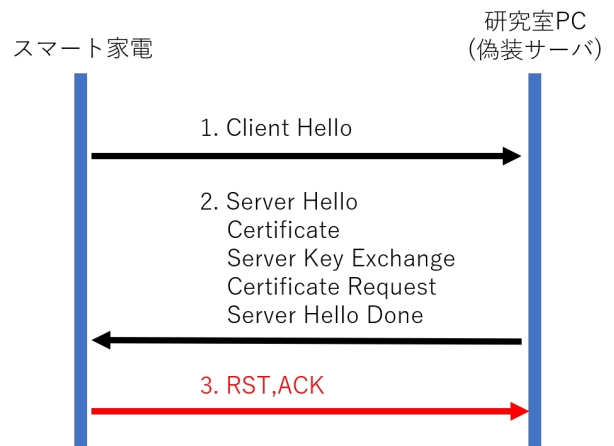 スマート家電
研究室PC
(偽装サーバ)
1. Client Hello
2. Server Hello
Certificate
Server Key Exchange
Certificate Request
Server Hello Done
3. RST,ACK